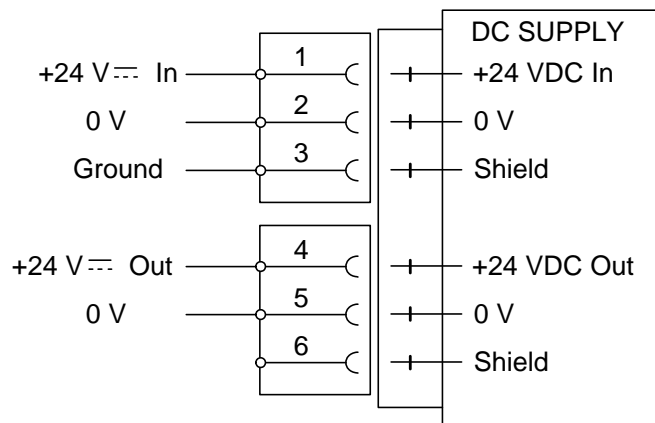 DC SUPPLY
+24 V⎓ In 1 +24 VDC In
0 V 2 0 V
Ground 3 Shield
+24 V⎓ Out 4 +24 VDC Out
0 V 5 0 V
6 Shield